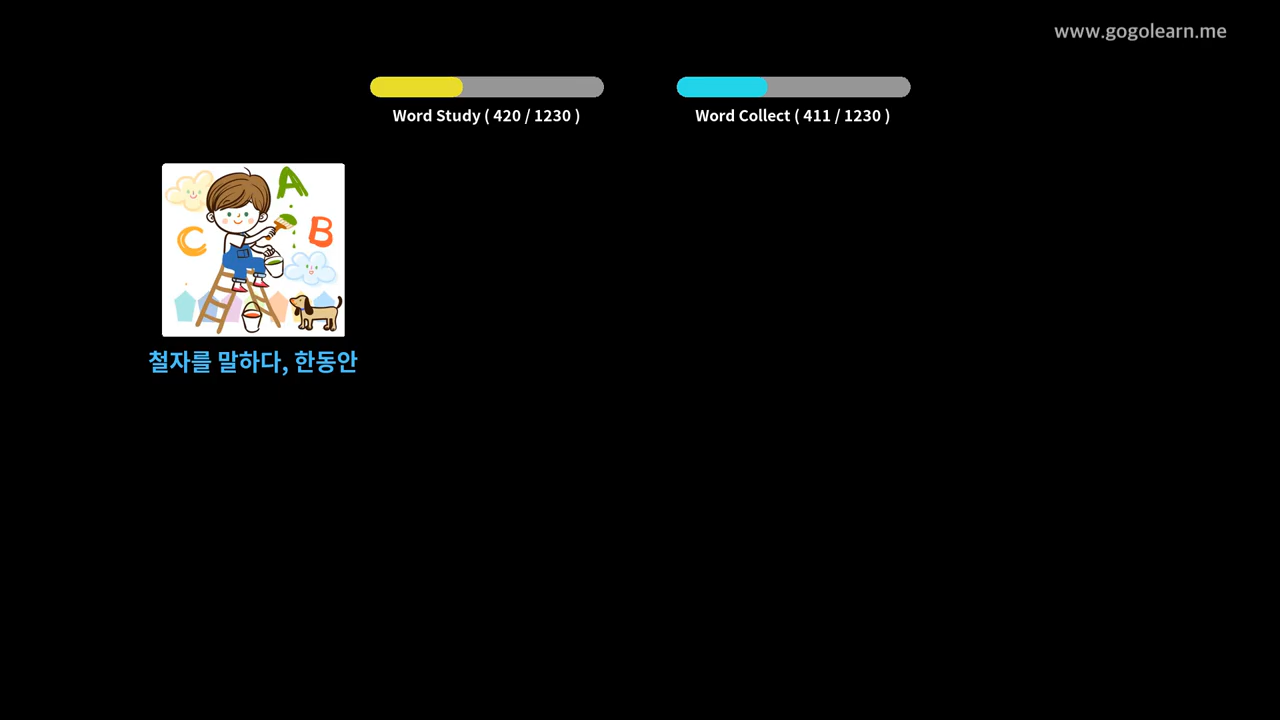 www.gogolearn.me
Word Study ( 420 / 1230 )
Word Collect ( 411 / 1230 )
A
B
C
철자를 말하다, 한동안